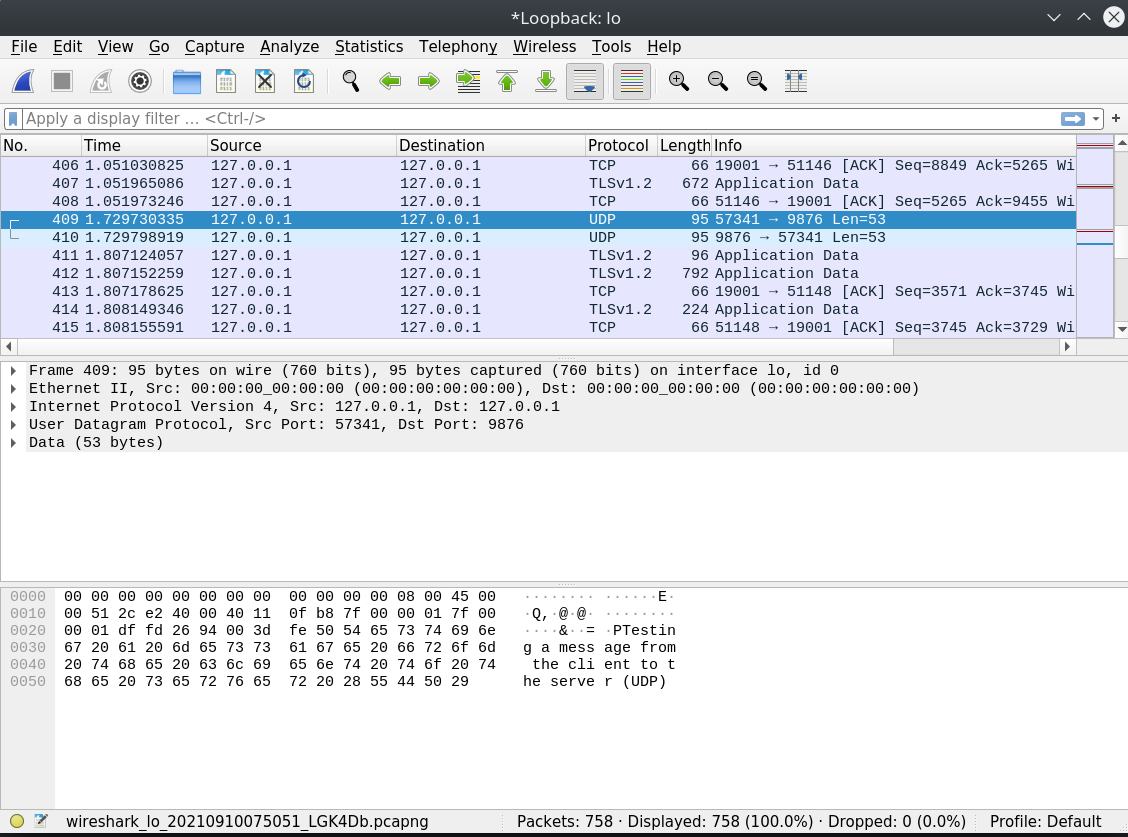 *Loopback: lo
File Edit View Go Capture Analyze Statistics Telephony Wireless Tools Help
Apply a display filter … <Ctrl-/>
+
No. Time Source Destination Protocol Length Info
406 1.051030825 127.0.0.1 127.0.0.1 TCP 66 19001 → 51146 [ACK] Seq=8849 Ack=5265 Wi
407 1.051965086 127.0.0.1 127.0.0.1 TLSv1.2 672 Application Data
408 1.051973246 127.0.0.1 127.0.0.1 TCP 66 51146 → 19001 [ACK] Seq=5265 Ack=9455 Wi
409 1.729730335 127.0.0.1 127.0.0.1 UDP 95 57341 → 9876 Len=53
410 1.729798919 127.0.0.1 127.0.0.1 UDP 95 9876 → 57341 Len=53
411 1.807124057 127.0.0.1 127.0.0.1 TLSv1.2 96 Application Data
412 1.807152259 127.0.0.1 127.0.0.1 TLSv1.2 792 Application Data
413 1.807178625 127.0.0.1 127.0.0.1 TCP 66 19001 → 51148 [ACK] Seq=3571 Ack=3745 Wi
414 1.808149346 127.0.0.1 127.0.0.1 TLSv1.2 224 Application Data
415 1.808155591 127.0.0.1 127.0.0.1 TCP 66 51148 → 19001 [ACK] Seq=3745 Ack=3729 Wi
Frame 409: 95 bytes on wire (760 bits), 95 bytes captured (760 bits) on interface lo, id 0
Ethernet II, Src: 00:00:00_00:00:00 (00:00:00:00:00:00), Dst: 00:00:00_00:00:00 (00:00:00:00:00:00)
Internet Protocol Version 4, Src: 127.0.0.1, Dst: 127.0.0.1
User Datagram Protocol, Src Port: 57341, Dst Port: 9876
Data (53 bytes)
0000 00 00 00 00 00 00 00 00 00 00 00 00 08 00 45 00 ········ ······E·
0010 00 51 2c e2 40 00 40 11 0f b8 7f 00 00 01 7f 00 ·Q,·@·@· ········
0020 00 01 df fd 26 94 00 3d fe 50 54 65 73 74 69 6e ····&··= ·PTestin
0030 67 20 61 20 6d 65 73 73 61 67 65 20 66 72 6f 6d g a mess age from
0040 20 74 68 65 20 63 6c 69 65 6e 74 20 74 6f 20 74 the cli ent to t
0050 68 65 20 73 65 72 76 65 72 20 28 55 44 50 29 he serve r (UDP)
wireshark_lo_20210910075051_LGK4Db.pcapng Packets: 758 · Displayed: 758 (100.0%) · Dropped: 0 (0.0%) Profile: Default